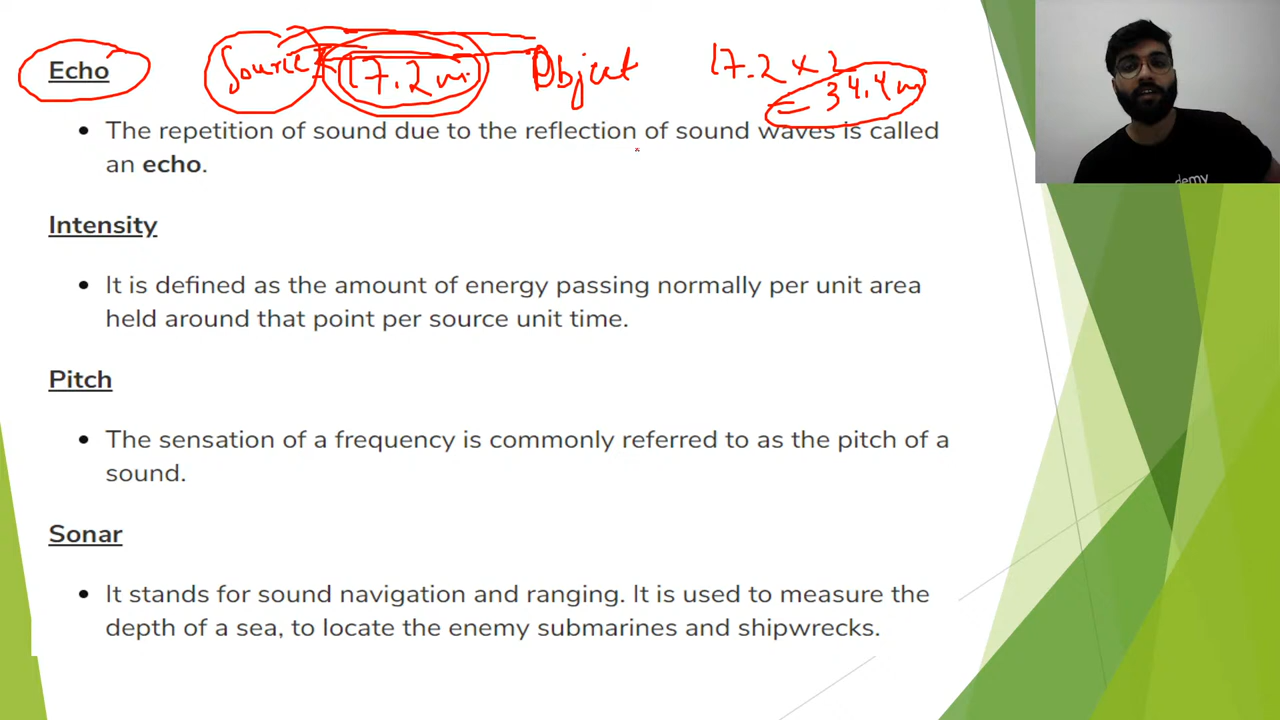 Echo Source 17.2 m Object 17.2 x 2
= 34.4 m
• The repetition of sound due to the reflection of sound waves is called
an echo.
Intensity
• It is defined as the amount of energy passing normally per unit area
held around that point per source unit time.
Pitch
• The sensation of a frequency is commonly referred to as the pitch of a
sound.
Sonar
• It stands for sound navigation and ranging. It is used to measure the
depth of a sea, to locate the enemy submarines and shipwrecks.
demy